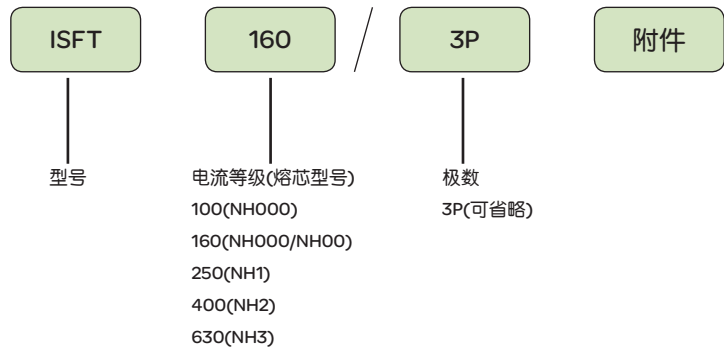 ISFT
160
/
3P
附件
型号
电流等级(熔芯型号)
100(NH000)
160(NH000/NH00)
250(NH1)
400(NH2)
630(NH3)
极数
3P(可省略)